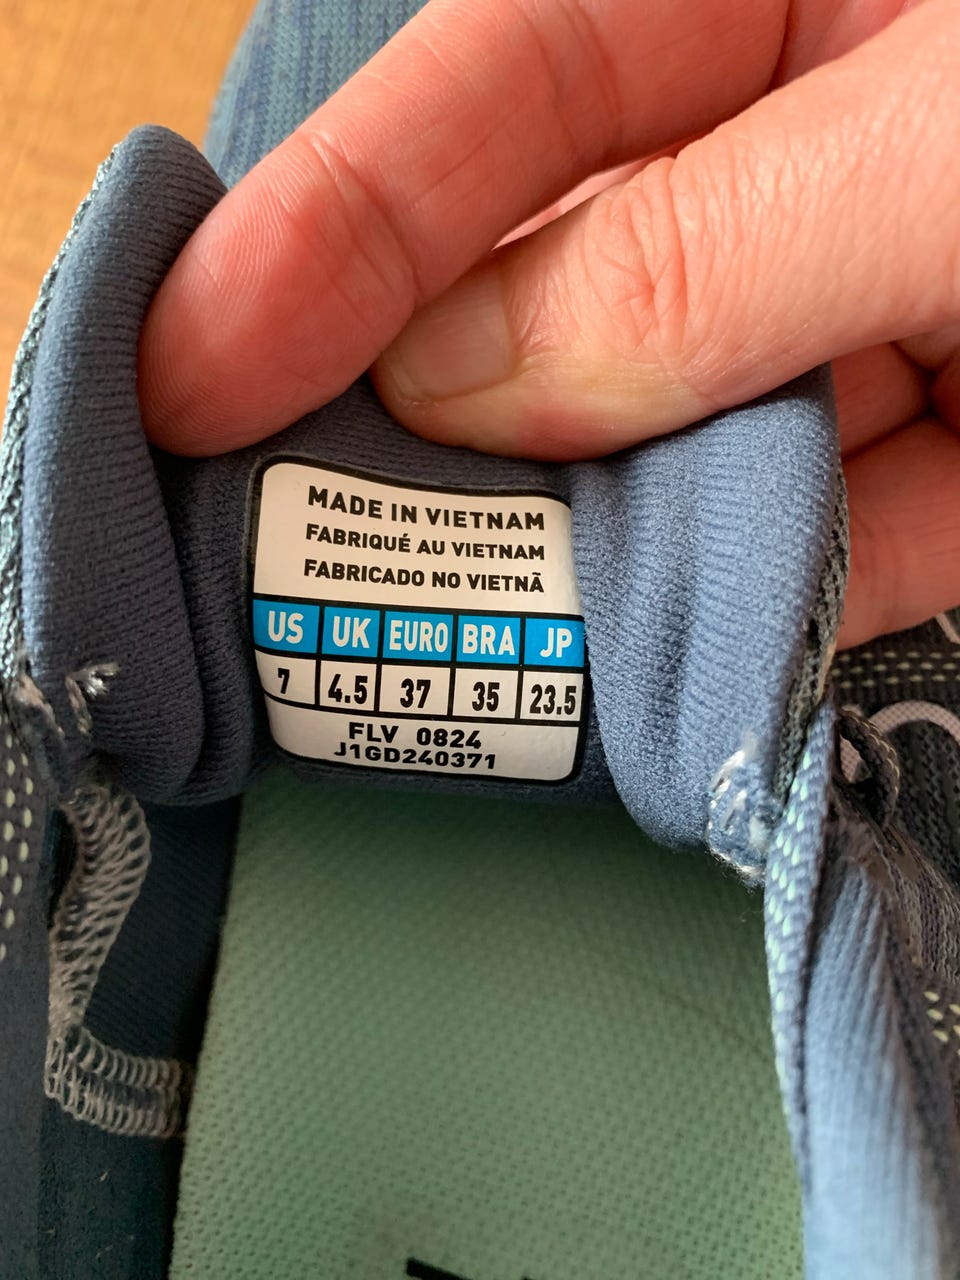 MADE IN VIETNAM
FABRIQUÉ AU VIETNAM
FABRICADO NO VIETNÃ
US UK EURO BRA JP
7 4.5 37 35 23.5
FLV 0824
J1GD240371